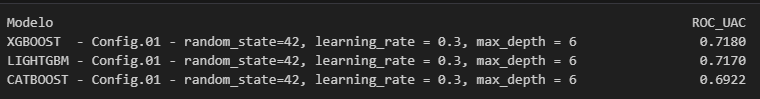 Modelo ROC_UAC
XGBOOST - Config.01 - random_state=42, learning_rate = 0.3, max_depth = 6 0.7180
LIGHTGBM - Config.01 - random_state=42, learning_rate = 0.3, max_depth = 6 0.7170
CATBOOST - Config.01 - random_state=42, learning_rate = 0.3, max_depth = 6 0.6922